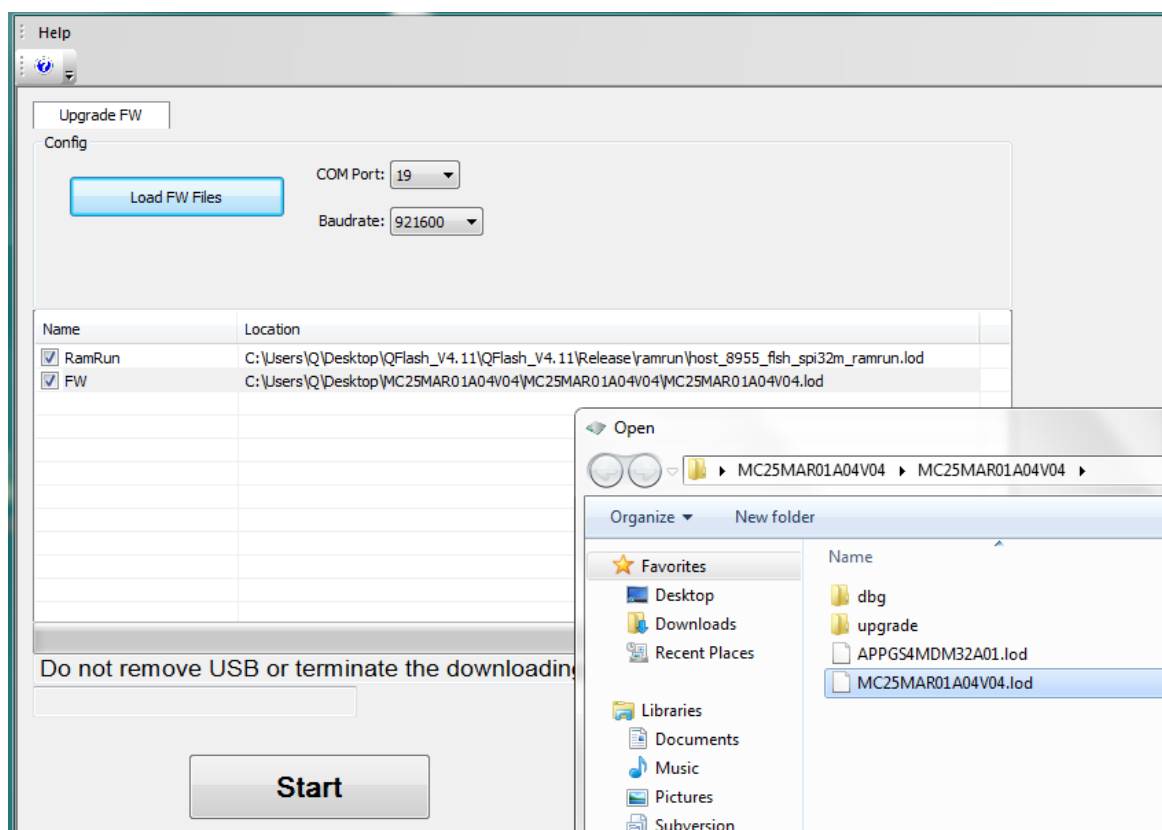 Help
Upgrade FW
Config
Load FW Files
COM Port: 19
Baudrate: 921600
Name Location
RamRun C:\Users\Q\Desktop\QFlash_V4.11\QFlash_V4.11\Release\ramrun\host_8955_flsh_spi32m_ramrun.lod
FW C:\Users\Q\Desktop\MC25MAR01A04V04\MC25MAR01A04V04\MC25MAR01A04V04.lod
Do not remove USB or terminate the downloading
Start
Open
MC25MAR01A04V04 MC25MAR01A04V04
Organize New folder
Favorites
Desktop
Downloads
Recent Places
Libraries
Documents
Music
Pictures
Subversion
Name
dbg
upgrade
APPGS4MDM32A01.lod
MC25MAR01A04V04.lod